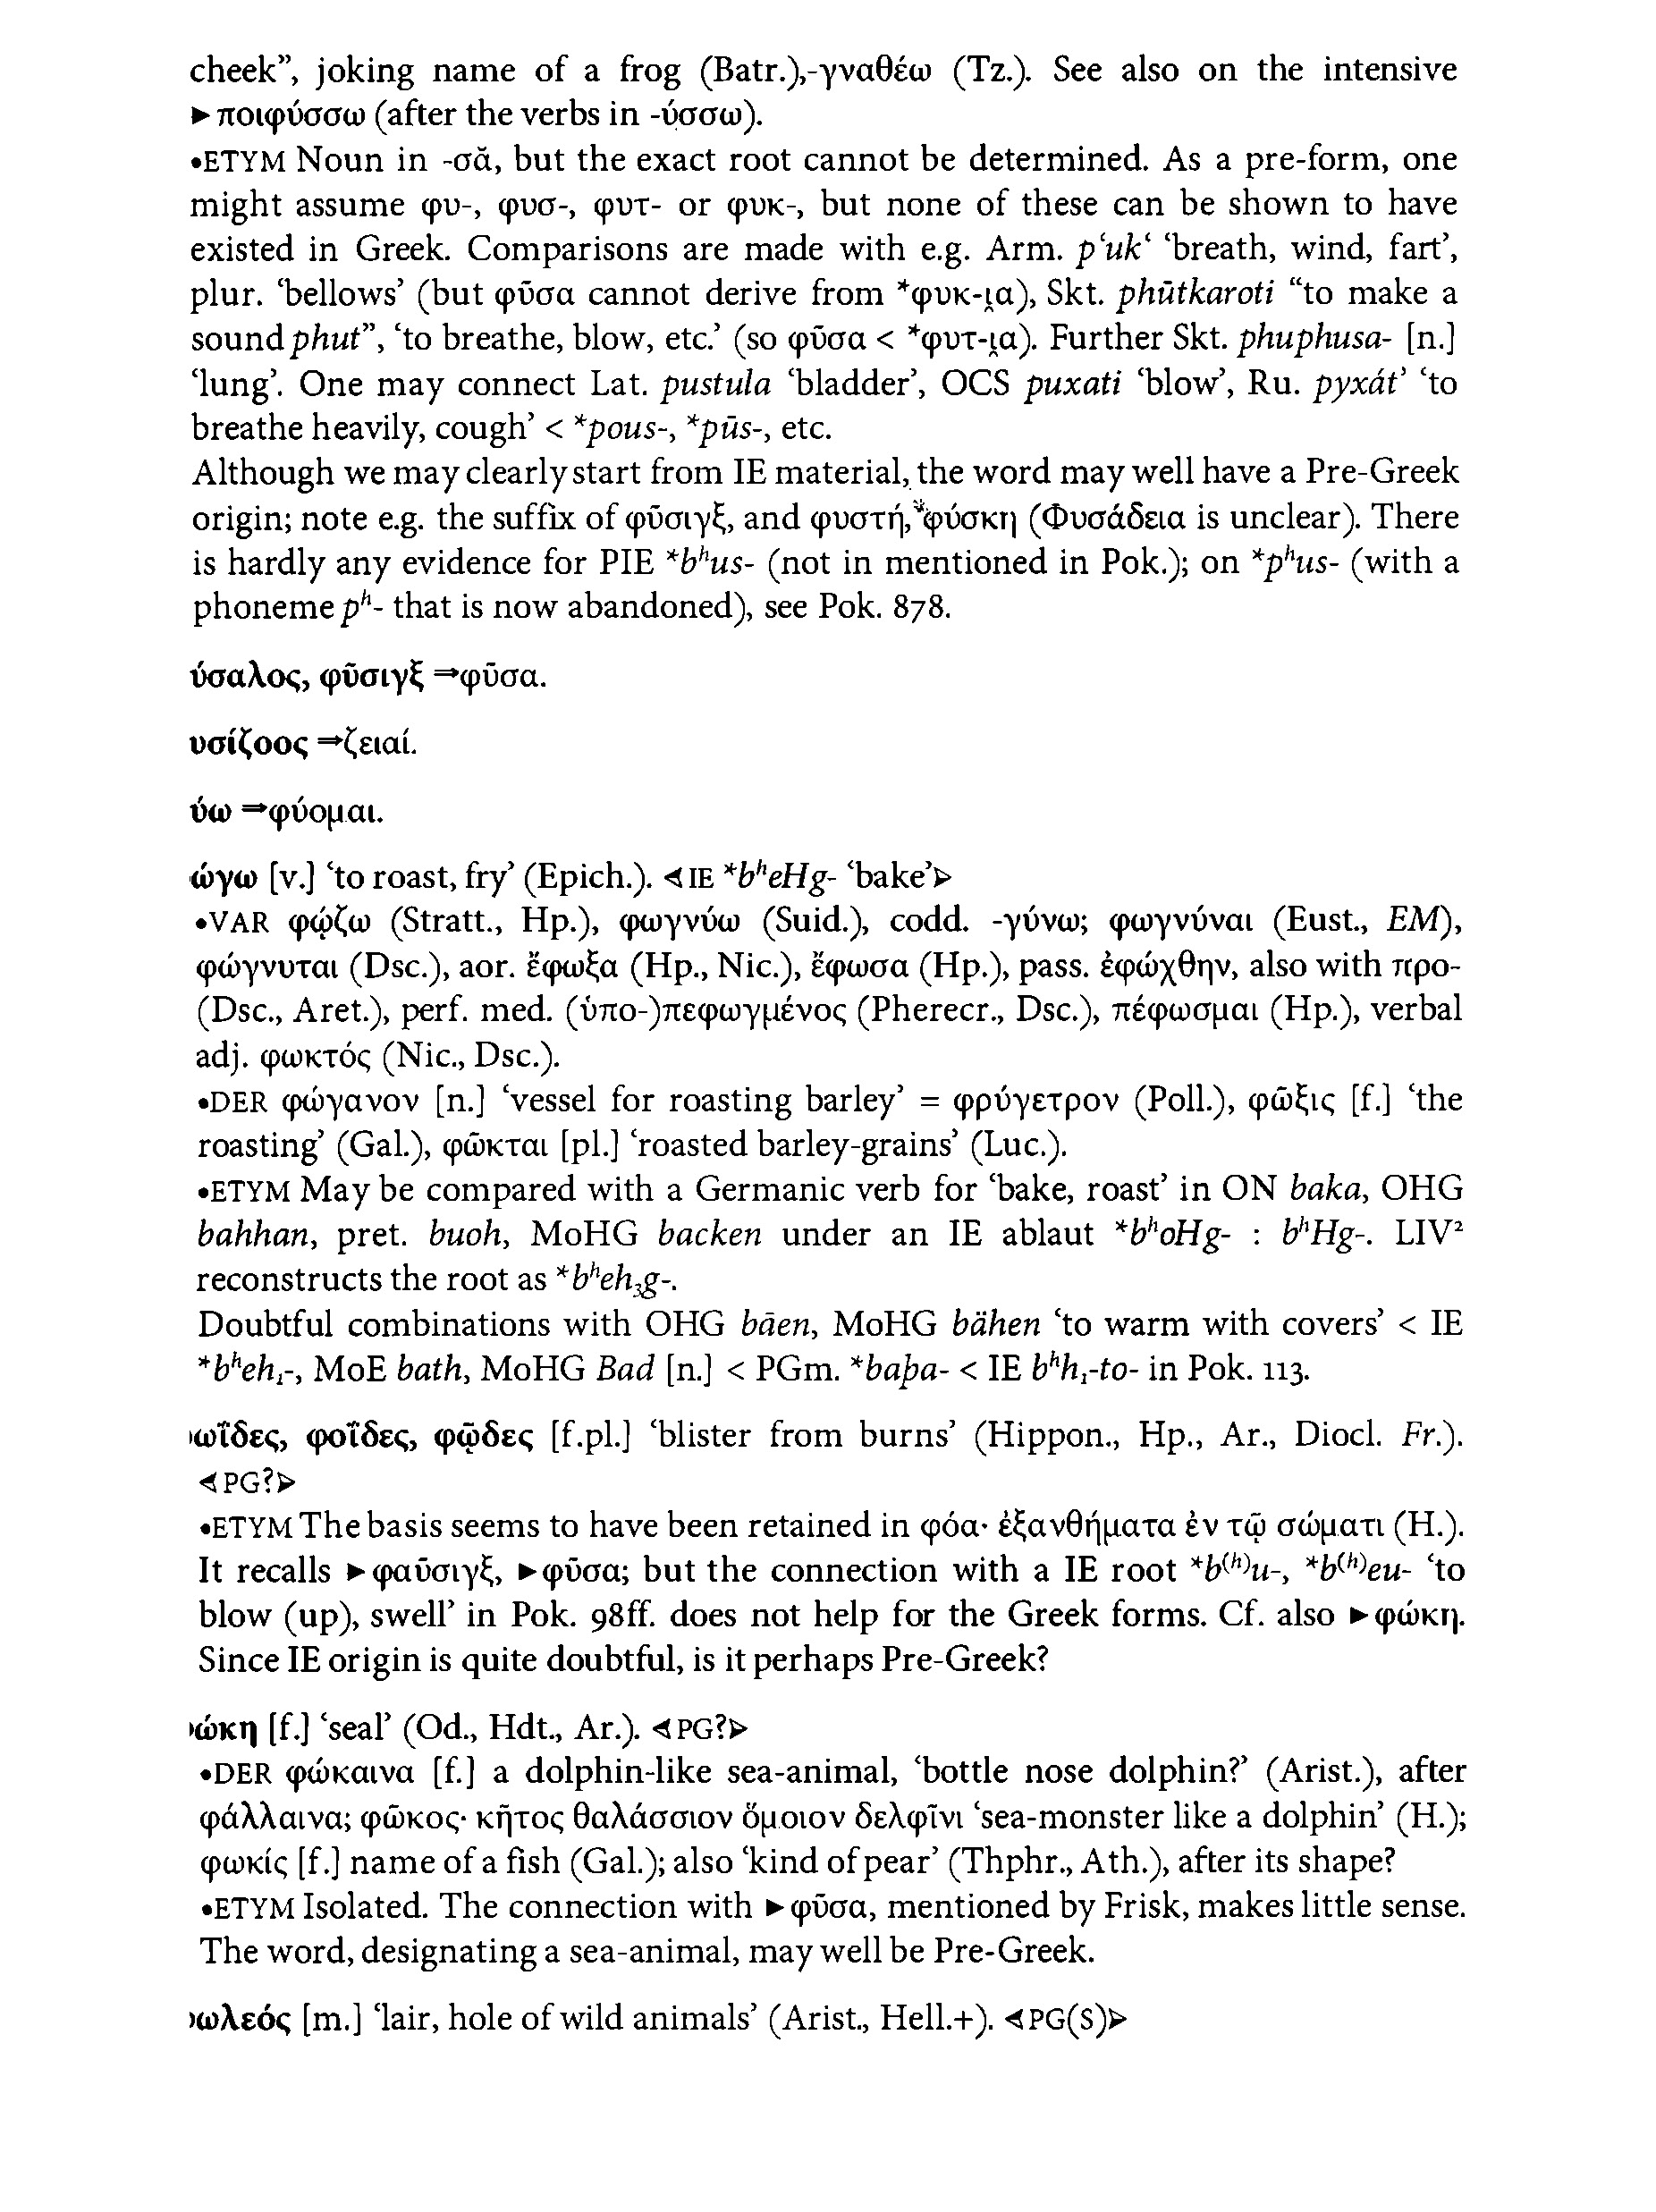 cheek”, joking name of a frog (Batr.),-γναθέω (Tz.). See also on the intensive
►ποιφύσσω (after the verbs in -ύσσω).
•ETYM Noun in -σᾰ, but the exact root cannot be determined. As a pre-form, one
might assume φυ-, φυσ-, φυτ- or φυκ-, but none of these can be shown to have
existed in Greek. Comparisons are made with e.g. Arm. pʿukʿ ‘breath, wind, fart’,
plur. ‘bellows’ (but φῦσα cannot derive from *φυκ-ι̯α), Skt. phūtkaroti “to make a
sound phut”, ‘to breathe, blow, etc.’ (so φῦσα < *φυτ-ι̯α). Further Skt. phuphusa- [n.]
‘lung’. One may connect Lat. pustula ‘bladder’, OCS puxati ‘blow’, Ru. pyxát’ ‘to
breathe heavily, cough’ < *pous-, *pūs-, etc.
Although we may clearly start from IE material, the word may well have a Pre-Greek
origin; note e.g. the suffix of φῦσιγξ, and φυστή, φύσκη (Φυσάδεια is unclear). There
is hardly any evidence for PIE *bʰus- (not in mentioned in Pok.); on *pʰus- (with a
phoneme pʰ- that is now abandoned), see Pok. 878.
ύσαλος, φῦσιγξ ⇒φῦσα.
υσίζοος ⇒ζειαί.
ύω ⇒φύομαι.
ώγω [v.] ‘to roast, fry’ (Epich.). ⊲IE *bʰeHg- ‘bake’⊳
•VAR φῴζω (Stratt., Hp.), φωγνύω (Suid.), codd. -γύνω; φωγνύναι (Eust., EM),
φώγνυται (Dsc.), aor. ἔφωξα (Hp., Nic.), ἔφωσα (Hp.), pass. ἐφώχθην, also with προ-
(Dsc., Aret.), perf. med. (ὑπο-)πεφωγμένος (Pherecr., Dsc.), πέφωσμαι (Hp.), verbal
adj. φωκτός (Nic., Dsc.).
•DER φώγανον [n.] ‘vessel for roasting barley’ = φρύγετρον (Poll.), φῶξις [f.] ‘the
roasting’ (Gal.), φῶκται [pl.] ‘roasted barley-grains’ (Luc.).
•ETYM May be compared with a Germanic verb for ‘bake, roast’ in ON baka, OHG
bahhan, pret. buoh, MoHG backen under an IE ablaut *bʰoHg- : bʰHg-. LIV²
reconstructs the root as *bʰeh₃g-.
Doubtful combinations with OHG bāen, MoHG bähen ‘to warm with covers’ < IE
*bʰeh₁-, MoE bath, MoHG Bad [n.] < PGm. *baþa- < IE bʰh₁-to- in Pok. 113.
ωΐδες, φοΐδες, φῷδες [f.pl.] ‘blister from burns’ (Hippon., Hp., Ar., Diocl. Fr.).
⊲PG?⊳
•ETYM The basis seems to have been retained in φόα· ἐξανθήματα ἐν τῷ σώματι (H.).
It recalls ►φαῦσιγξ, ►φῦσα; but the connection with a IE root *b⁽ʰ⁾u-, *b⁽ʰ⁾eu- ‘to
blow (up), swell’ in Pok. 98ff. does not help for the Greek forms. Cf. also ►φώκη.
Since IE origin is quite doubtful, is it perhaps Pre-Greek?
ώκη [f.] ‘seal’ (Od., Hdt., Ar.). ⊲PG?⊳
•DER φώκαινα [f.] a dolphin-like sea-animal, ‘bottle nose dolphin?’ (Arist.), after
φάλλαινα; φῶκος· κῆτος θαλάσσιον ὅμοιον δελφῖνι ‘sea-monster like a dolphin’ (H.);
φωκίς [f.] name of a fish (Gal.); also ‘kind of pear’ (Thphr., Ath.), after its shape?
•ETYM Isolated. The connection with ►φῦσα, mentioned by Frisk, makes little sense.
The word, designating a sea-animal, may well be Pre-Greek.
ωλεός [m.] ‘lair, hole of wild animals’ (Arist., Hell.+). ⊲PG(S)⊳